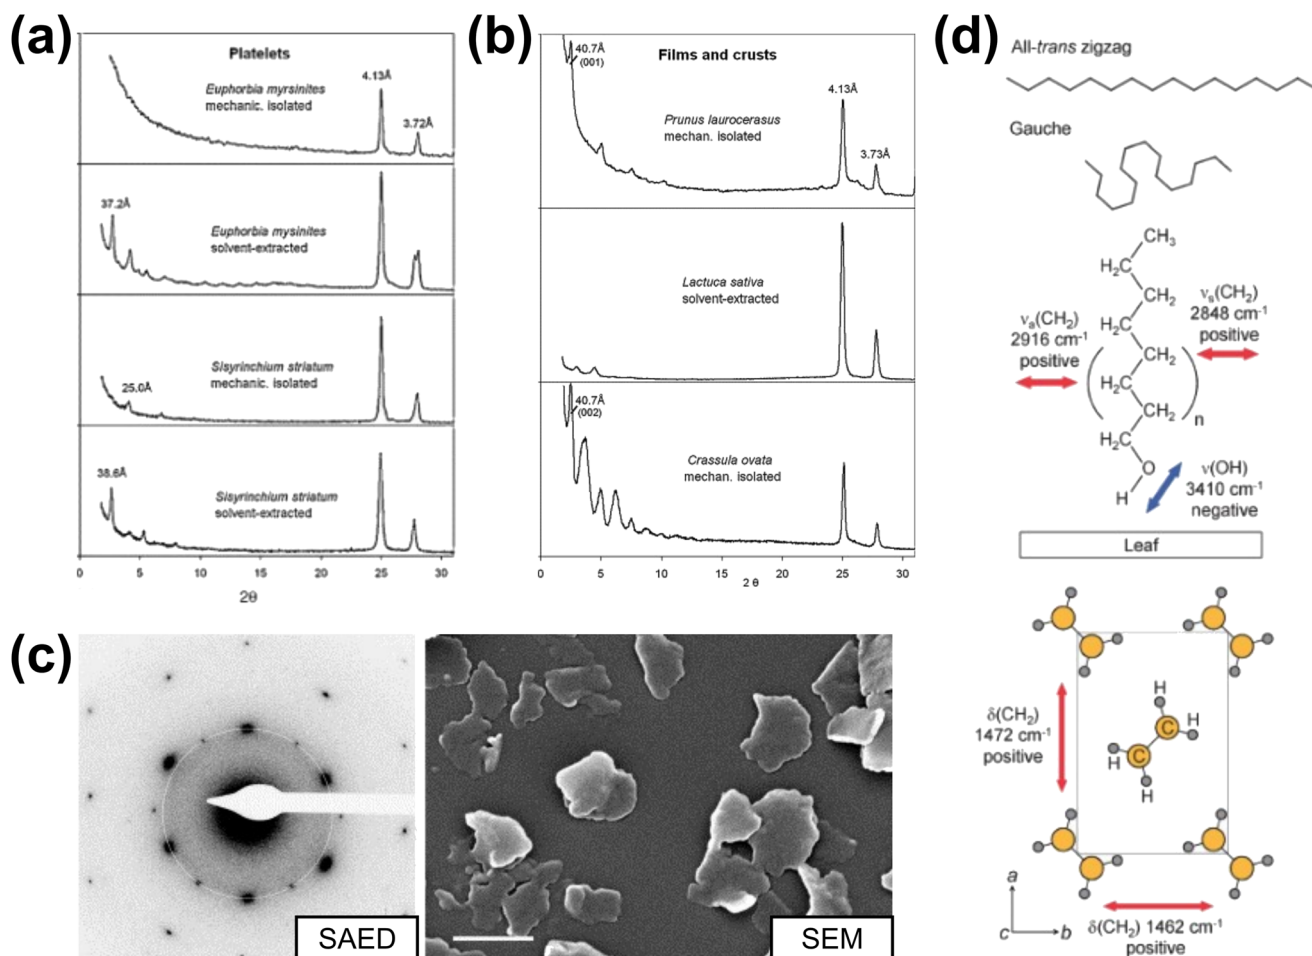 (a)
Platelets
Euphorbia myrsinites
mechanic. isolated
4.13Å
3.72Å
37.2Å
Euphorbia mysinites
solvent-extracted
Sisyrinchium striatum
mechanic. isolated
25.0Å
38.6Å
Sisyrinchium striatum
solvent-extracted
0 5 10 15 20 25 30
2θ
(b)
40.7Å
(001)
Films and crusts
Prunus laurocerasus
mechan. isolated
4.13Å
3.73Å
Lactuca sativa
solvent-extracted
40.7Å
(002)
Crassula ovata
mechan. isolated
0 5 10 15 20 25 30
2 θ
(c)
SAED
SEM
(d)
All-trans zigzag
Gauche
CH₃
H₂C
CH₂
H₂C
CH₂
H₂C
CH₂
H₂C
n
O
H
νₐ(CH₂)
2916 cm⁻¹
positive
νₛ(CH₂)
2848 cm⁻¹
positive
ν(OH)
3410 cm⁻¹
negative
Leaf
δ(CH₂)
1472 cm⁻¹
positive
H
H
C
C
H
H
a
c
b
δ(CH₂) 1462 cm⁻¹
positive